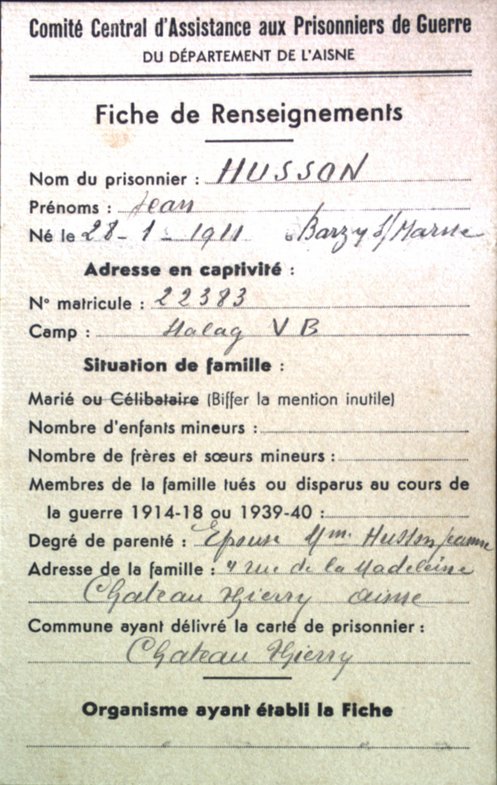 Comité Central d'Assistance aux Prisonniers de Guerre
DU DÉPARTEMENT DE L'AISNE
Fiche de Renseignements
Nom du prisonnier : HUSSON
Prénoms : Jean
Né le 28-1-1911 à Barzy s/Marne
Adresse en captivité :
N° matricule : 22383
Camp : Stalag V B
Situation de famille :
Marié ou Célibataire (Biffer la mention inutile)
Nombre d'enfants mineurs :
Nombre de frères et sœurs mineurs :
Membres de la famille tués ou disparus au cours de
la guerre 1914-18 ou 1939-40 :
Degré de parenté : Epouse Mme Husson Jeanne
Adresse de la famille : 4 rue de la Madeleine
Chateau Thierry aisne
Commune ayant délivré la carte de prisonnier :
Chateau Thierry
Organisme ayant établi la Fiche